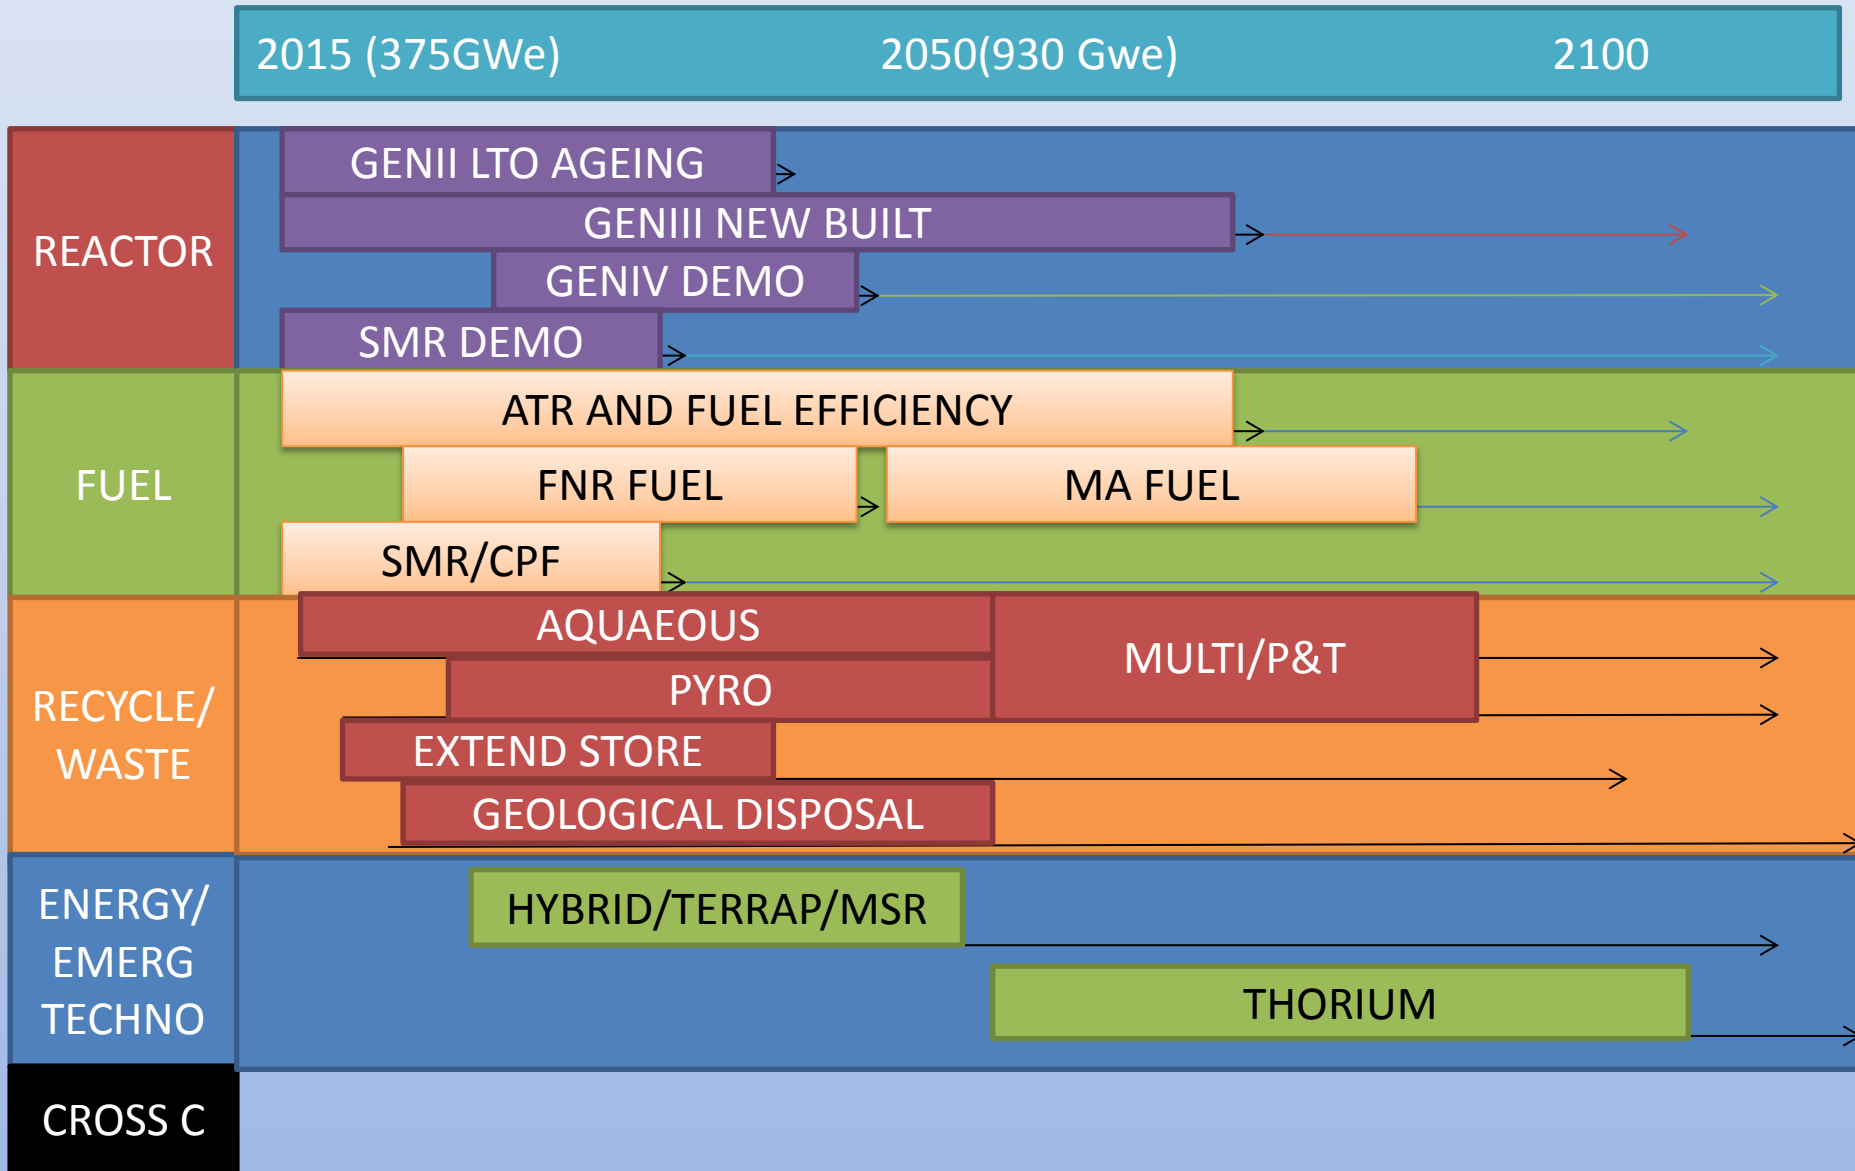 2015 (375GWe) 2050(930 Gwe) 2100
REACTOR
GENII LTO AGEING
GENIII NEW BUILT
GENIV DEMO
SMR DEMO
FUEL
ATR AND FUEL EFFICIENCY
FNR FUEL
MA FUEL
SMR/CPF
RECYCLE/
WASTE
AQUAEOUS
MULTI/P&T
PYRO
EXTEND STORE
GEOLOGICAL DISPOSAL
ENERGY/
EMERG
TECHNO
HYBRID/TERRAP/MSR
THORIUM
CROSS C